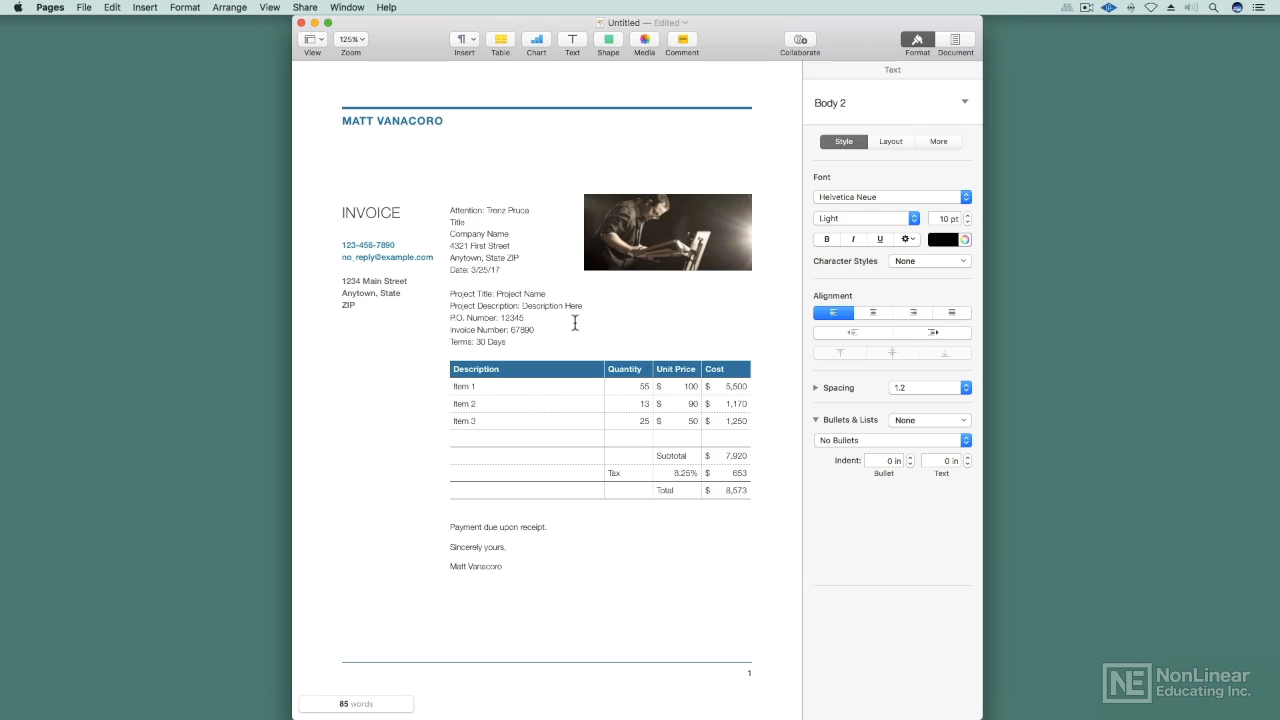 Pages File Edit Insert Format Arrange View Share Window Help
Untitled — Edited
125%
View Zoom Insert Table Chart Text Shape Media Comment Collaborate Format Document
Text
Body 2
Style Layout More
Font
Helvetica Neue
Light 10 pt
B I U
Character Styles None
Alignment
Spacing 1.2
Bullets & Lists None
No Bullets
Indent: 0 in 0 in
Bullet Text
MATT VANACORO
INVOICE
123-456-7890
no_reply@example.com
1234 Main Street
Anytown, State
ZIP
Attention: Trenz Pruca
Title
Company Name
4321 First Street
Anytown, State ZIP
Date: 3/25/17
Project Title: Project Name
Project Description: Description Here
P.O. Number: 12345
Invoice Number: 67890
Terms: 30 Days
Description Quantity Unit Price Cost
Item 1 55 $ 100 $ 5,500
Item 2 13 $ 90 $ 1,170
Item 3 25 $ 50 $ 1,250
Subtotal $ 7,920
Tax 8.25% $ 653
Total $ 8,573
Payment due upon receipt.
Sincerely yours,
Matt Vanacoro
1
85 words
NE NonLinear
Educating Inc.